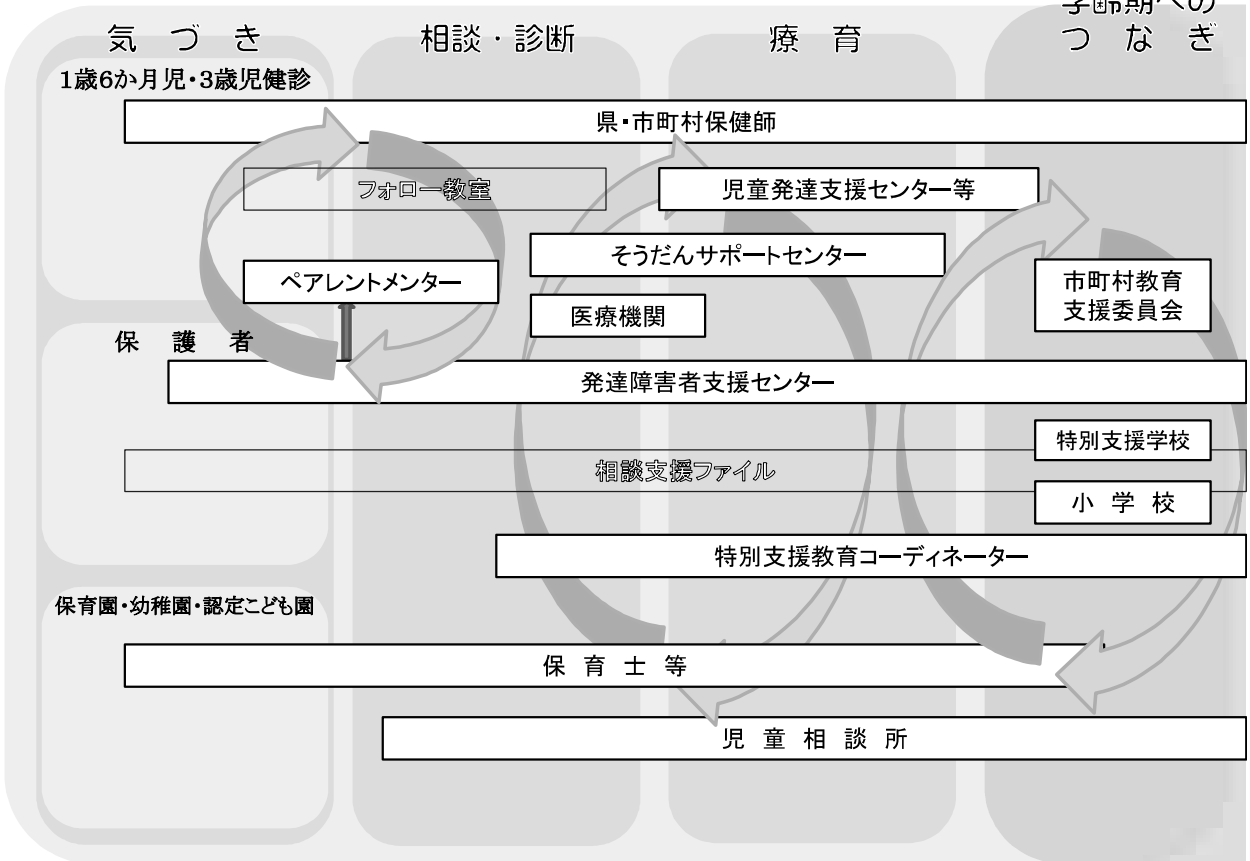 気づき
相談・診断
療育
学齢期への
つなぎ
1歳6か月児・3歳児健診
県・市町村保健師
フォロー教室
児童発達支援センター等
そうだんサポートセンター
ペアレントメンター
市町村教育
支援委員会
医療機関
保護者
発達障害者支援センター
特別支援学校
相談支援ファイル
小学校
特別支援教育コーディネーター
保育園・幼稚園・認定こども園
保育士等
児童相談所